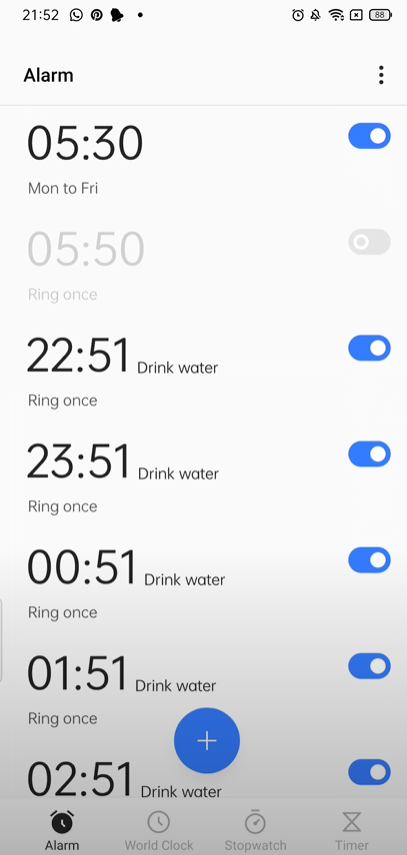 21:52 88
Alarm
05:30
Mon to Fri
05:50
Ring once
22:51 Drink water
Ring once
23:51 Drink water
Ring once
00:51 Drink water
Ring once
01:51 Drink water
Ring once
02:51 Drink water
Alarm World Clock Stopwatch Timer